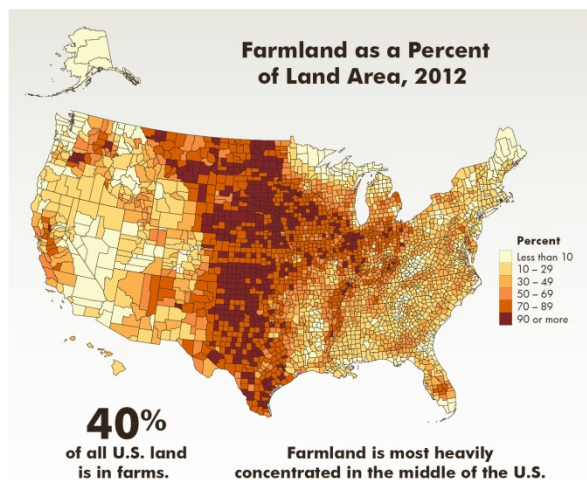 Farmland as a Percent
of Land Area, 2012
Percent
Less than 10
10 – 29
30 – 49
50 – 69
70 – 89
90 or more
40%
of all U.S. land
is in farms.
Farmland is most heavily
concentrated in the middle of the U.S.